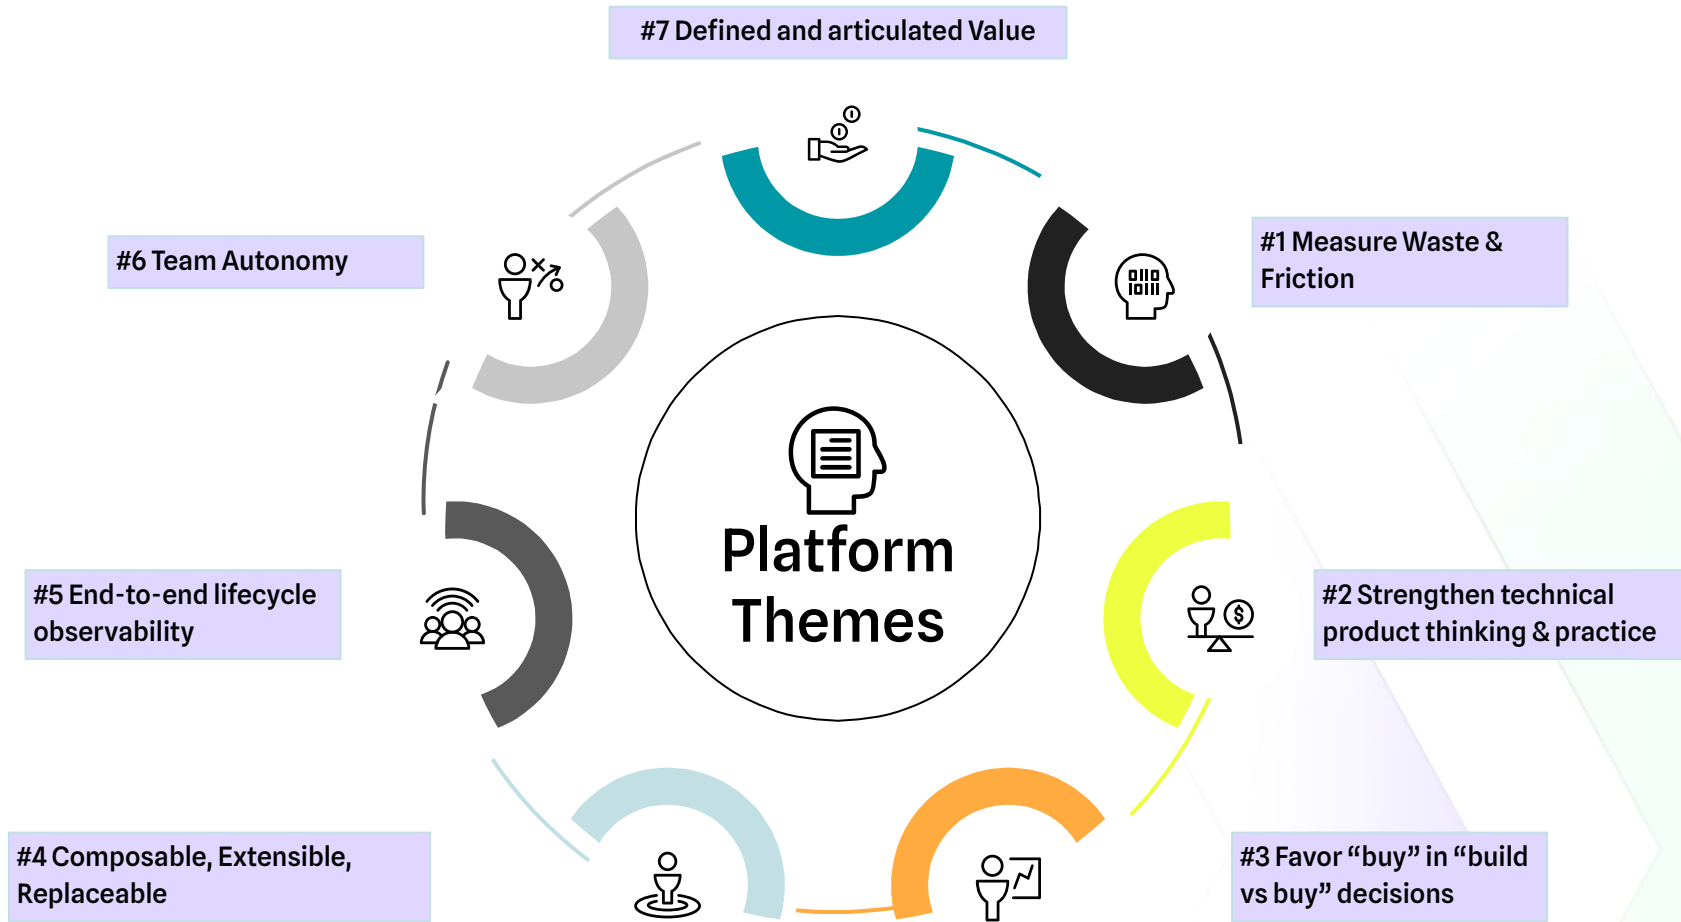 #7 Defined and articulated Value
#1 Measure Waste &
Friction
#6 Team Autonomy
Platform
Themes
#5 End-to-end lifecycle
observability
#2 Strengthen technical
product thinking & practice
#4 Composable, Extensible,
Replaceable
#3 Favor “buy” in “build
vs buy” decisions